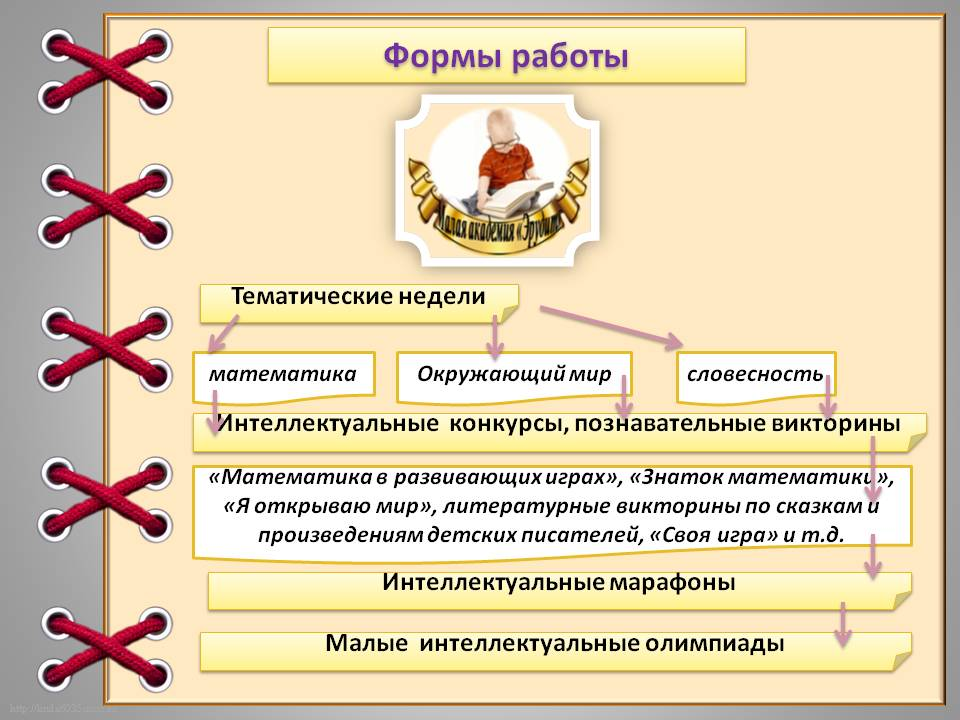 Формы работы
Малая академия «Эрудит»
Тематические недели
математика
Окружающий мир
словесность
Интеллектуальные конкурсы, познавательные викторины
«Математика в развивающих играх», «Знаток математики»,
«Я открываю мир», литературные викторины по сказкам и
произведениям детских писателей, «Своя игра» и т.д.
Интеллектуальные марафоны
Малые интеллектуальные олимпиады